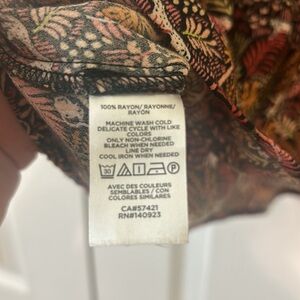 100% RAYON/ RAYONNE/
RAYÓN
MACHINE WASH COLD
DELICATE CYCLE WITH LIKE
COLORS
ONLY NON-CHLORINE
BLEACH WHEN NEEDED
LINE DRY
COOL IRON WHEN NEEDED
30
AVEC DES COULEURS
SEMBLABLES / CON
COLORES SIMILARES
CA#57421
RN#140923